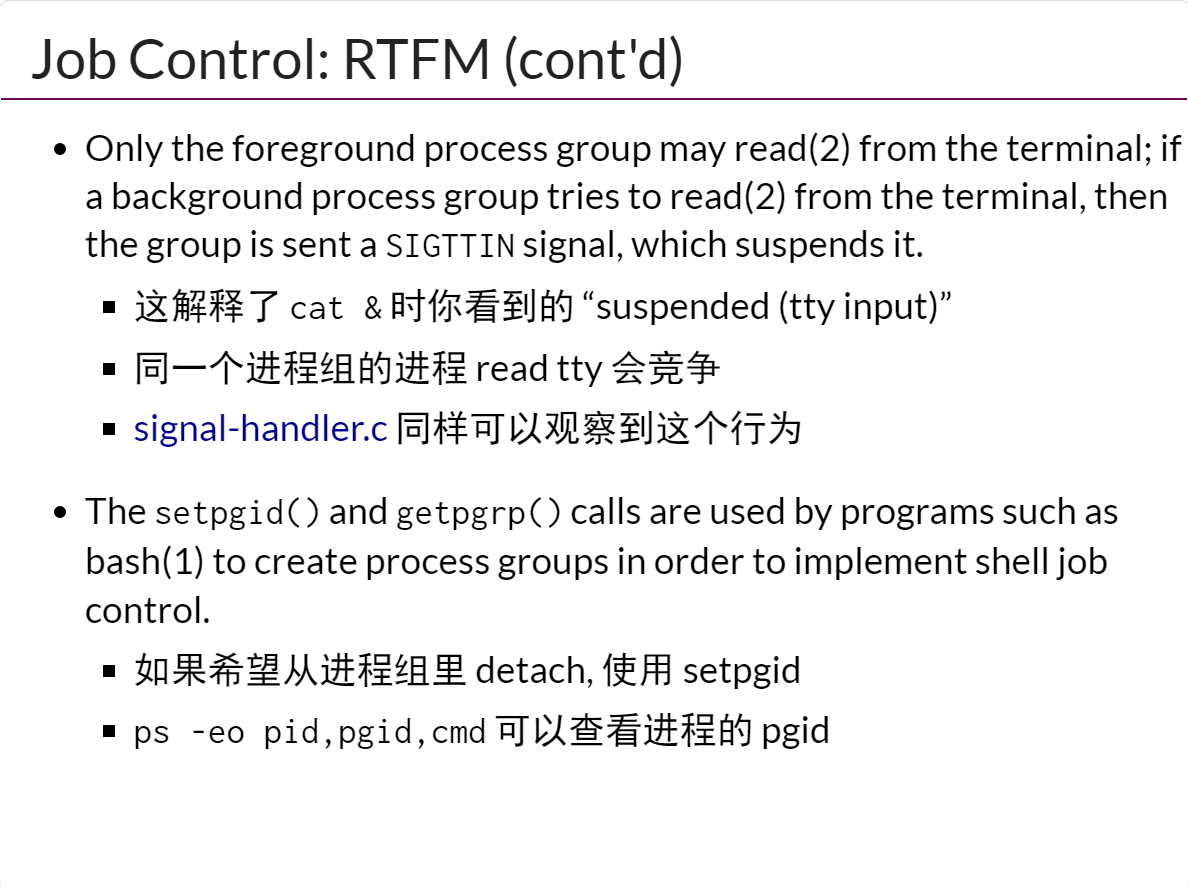 Job Control: RTFM (cont'd)
Only the foreground process group may read(2) from the terminal; if
a background process group tries to read(2) from the terminal, then
the group is sent a SIGTTIN signal, which suspends it.
这解释了 cat & 时你看到的 “suspended (tty input)”
同一个进程组的进程 read tty 会竞争
signal-handler.c 同样可以观察到这个行为
The setpgid() and getpgrp() calls are used by programs such as
bash(1) to create process groups in order to implement shell job
control.
如果希望从进程组里 detach, 使用 setpgid
ps -eo pid,pgid,cmd 可以查看进程的 pgid